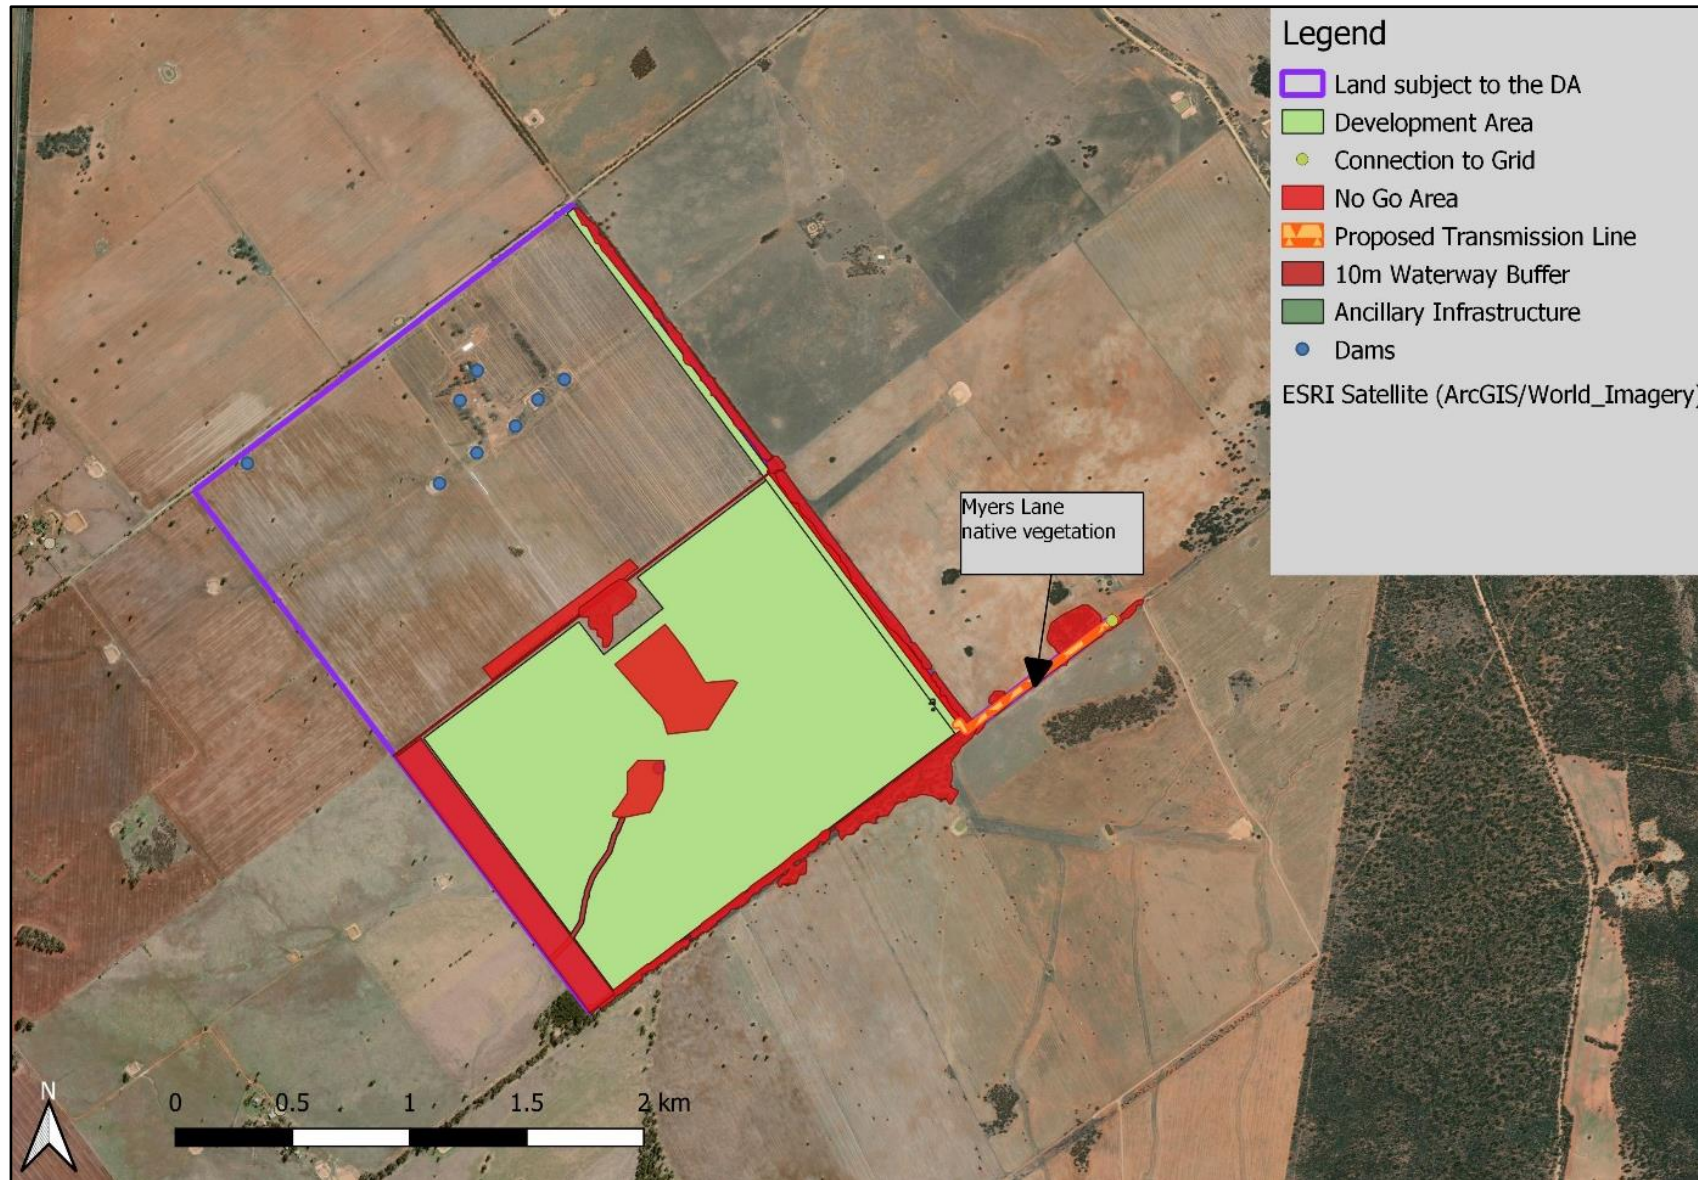 Legend
Land subject to the DA
Development Area
Connection to Grid
No Go Area
Proposed Transmission Line
10m Waterway Buffer
Ancillary Infrastructure
Dams
ESRI Satellite (ArcGIS/World_Imagery)
Myers Lane
native vegetation
N
0 0.5 1 1.5 2 km